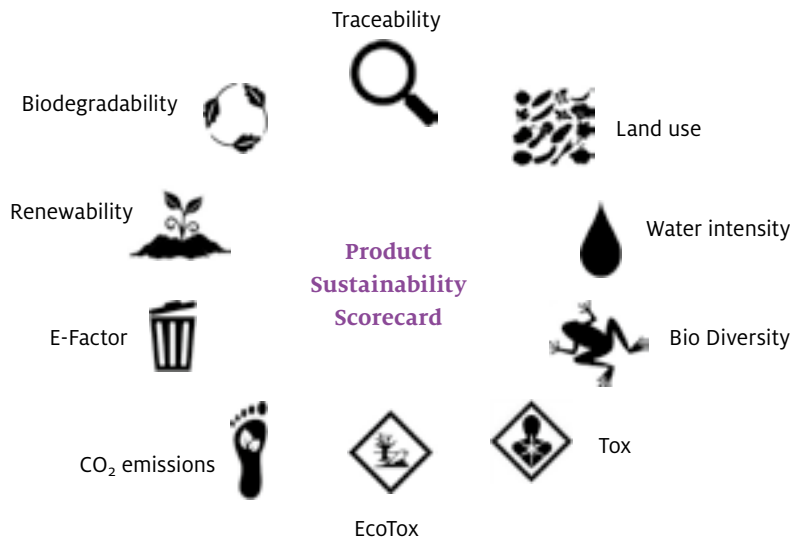 Traceability
Biodegradability
Land use
Renewability
Water intensity
Product
Sustainability
Scorecard
E-Factor
Bio Diversity
CO₂ emissions
Tox
EcoTox